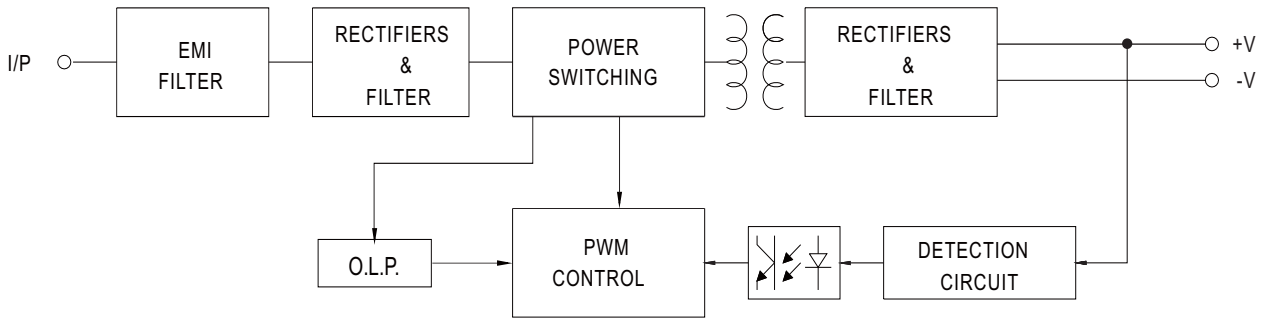 I/P
EMI
FILTER
RECTIFIERS
&
FILTER
POWER
SWITCHING
RECTIFIERS
&
FILTER
+V
-V
O.L.P.
PWM
CONTROL
DETECTION
CIRCUIT